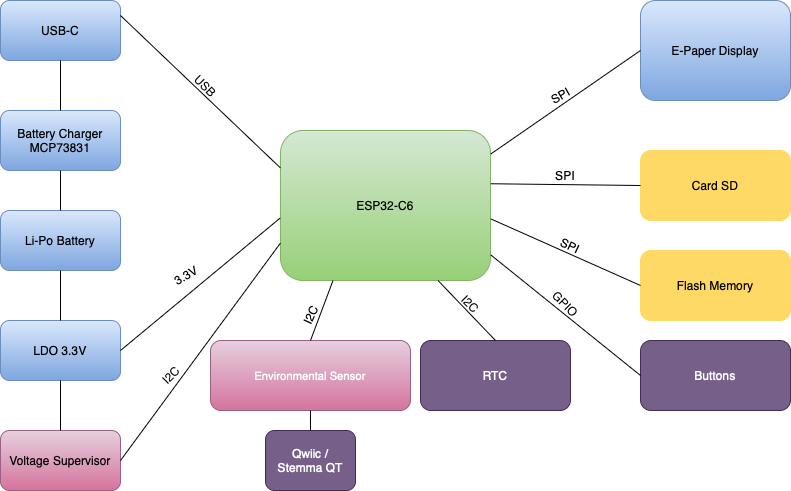 USB-C
E-Paper Display
USB
SPI
Battery Charger
MCP73831
SPI
Card SD
ESP32-C6
Li-Po Battery
SPI
3.3V
Flash Memory
GPIO
I2C
I2C
LDO 3.3V
I2C
Environmental Sensor
RTC
Buttons
Voltage Supervisor
Qwiic /
Stemma QT